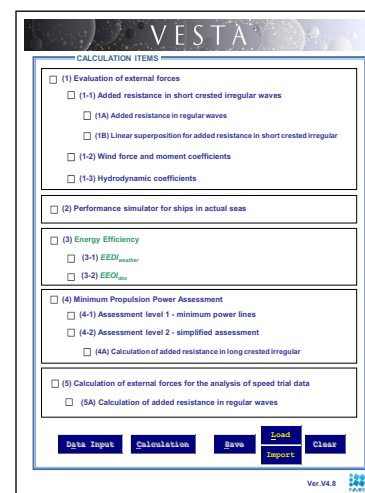 VESTA
CALCULATION ITEMS
(1) Evaluation of external forces
(1-1) Added resistance in short crested irregular waves
(1A) Added resistance in regular waves
(1B) Linear superposition for added resistance in short crested irregular
(1-2) Wind force and moment coefficients
(1-3) Hydrodynamic coefficients
(2) Performance simulator for ships in actual seas
(3) Energy Efficiency
(3-1) EEDIweather
(3-2) EEOIdes
(4) Minimum Propulsion Power Assessment
(4-1) Assessment level 1 - minimum power lines
(4-2) Assessment level 2 - simplified assessment
(4A) Calculation of added resistance in long crested irregular
(5) Calculation of external forces for the analysis of speed trial data
(5A) Calculation of added resistance in regular waves
Data Input Calculation Save Load Clear
Import
Ver.V4.8
NMRI